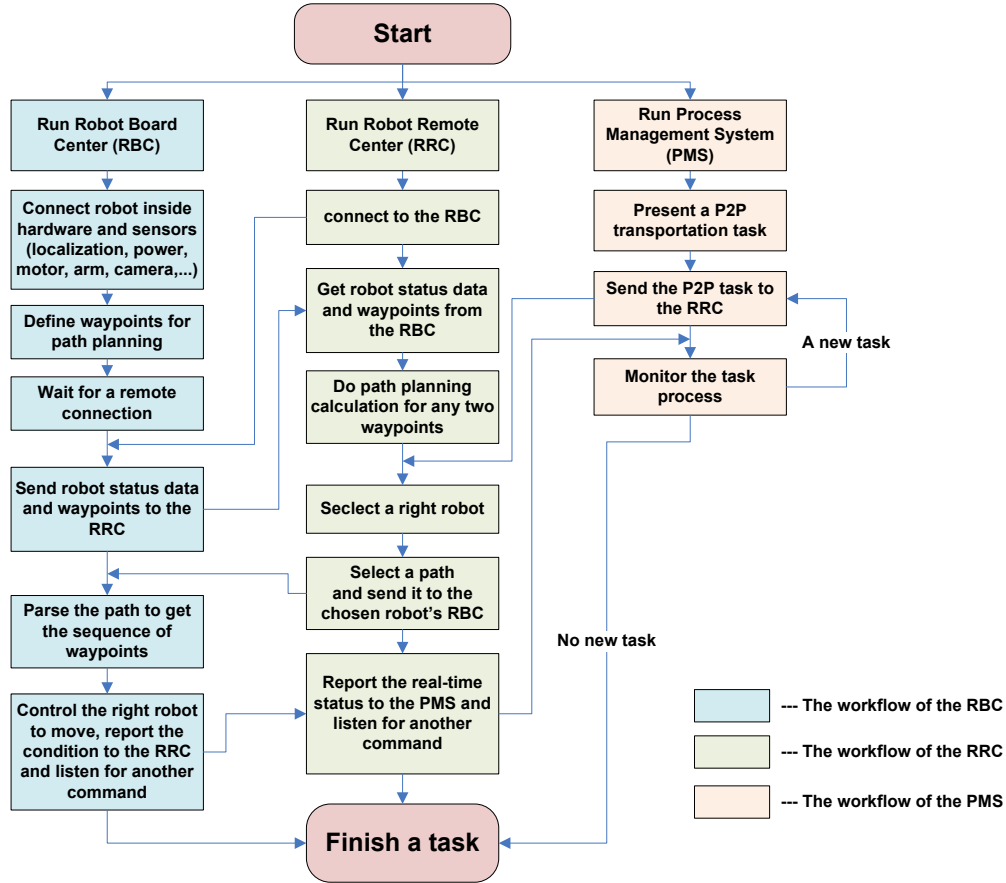 Start
Run Robot Board
Center (RBC)
Connect robot inside
hardware and sensors
(localization, power,
motor, arm, camera,...)
Define waypoints for
path planning
Wait for a remote
connection
Send robot status data
and waypoints to the
RRC
Parse the path to get
the sequence of
waypoints
Control the right robot
to move, report the
condition to the RRC
and listen for another
command
Run Robot Remote
Center (RRC)
connect to the RBC
Get robot status data
and waypoints from
the RBC
Do path planning
calculation for any two
waypoints
Seclect a right robot
Select a path
and send it to the
chosen robot's RBC
Report the real-time
status to the PMS and
listen for another
command
Run Process
Management System
(PMS)
Present a P2P
transportation task
Send the P2P task to
the RRC
A new task
Monitor the task
process
No new task
Finish a task
--- The workflow of the RBC
--- The workflow of the RRC
--- The workflow of the PMS